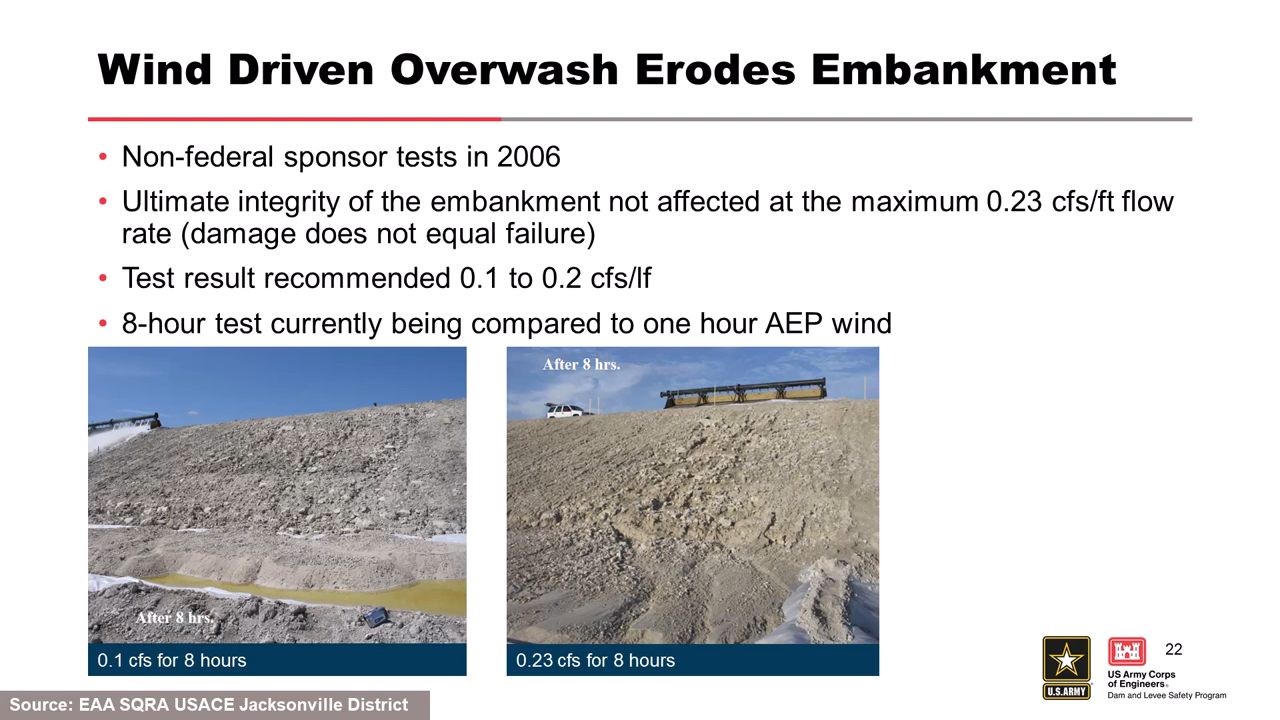 Wind Driven Overwash Erodes Embankment
• Non-federal sponsor tests in 2006
• Ultimate integrity of the embankment not affected at the maximum 0.23 cfs/ft flow
rate (damage does not equal failure)
• Test result recommended 0.1 to 0.2 cfs/lf
• 8-hour test currently being compared to one hour AEP wind
After 8 hrs.
0.1 cfs for 8 hours
After 8 hrs.
0.23 cfs for 8 hours
U.S.ARMY
US Army Corps
of Engineers®
Dam and Levee Safety Program
22
Source: EAA SQRA USACE Jacksonville District